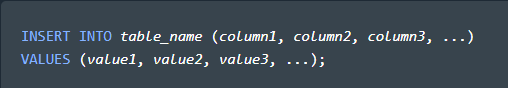 INSERT INTO table_name (column1, column2, column3, ...)
VALUES (value1, value2, value3, ...);